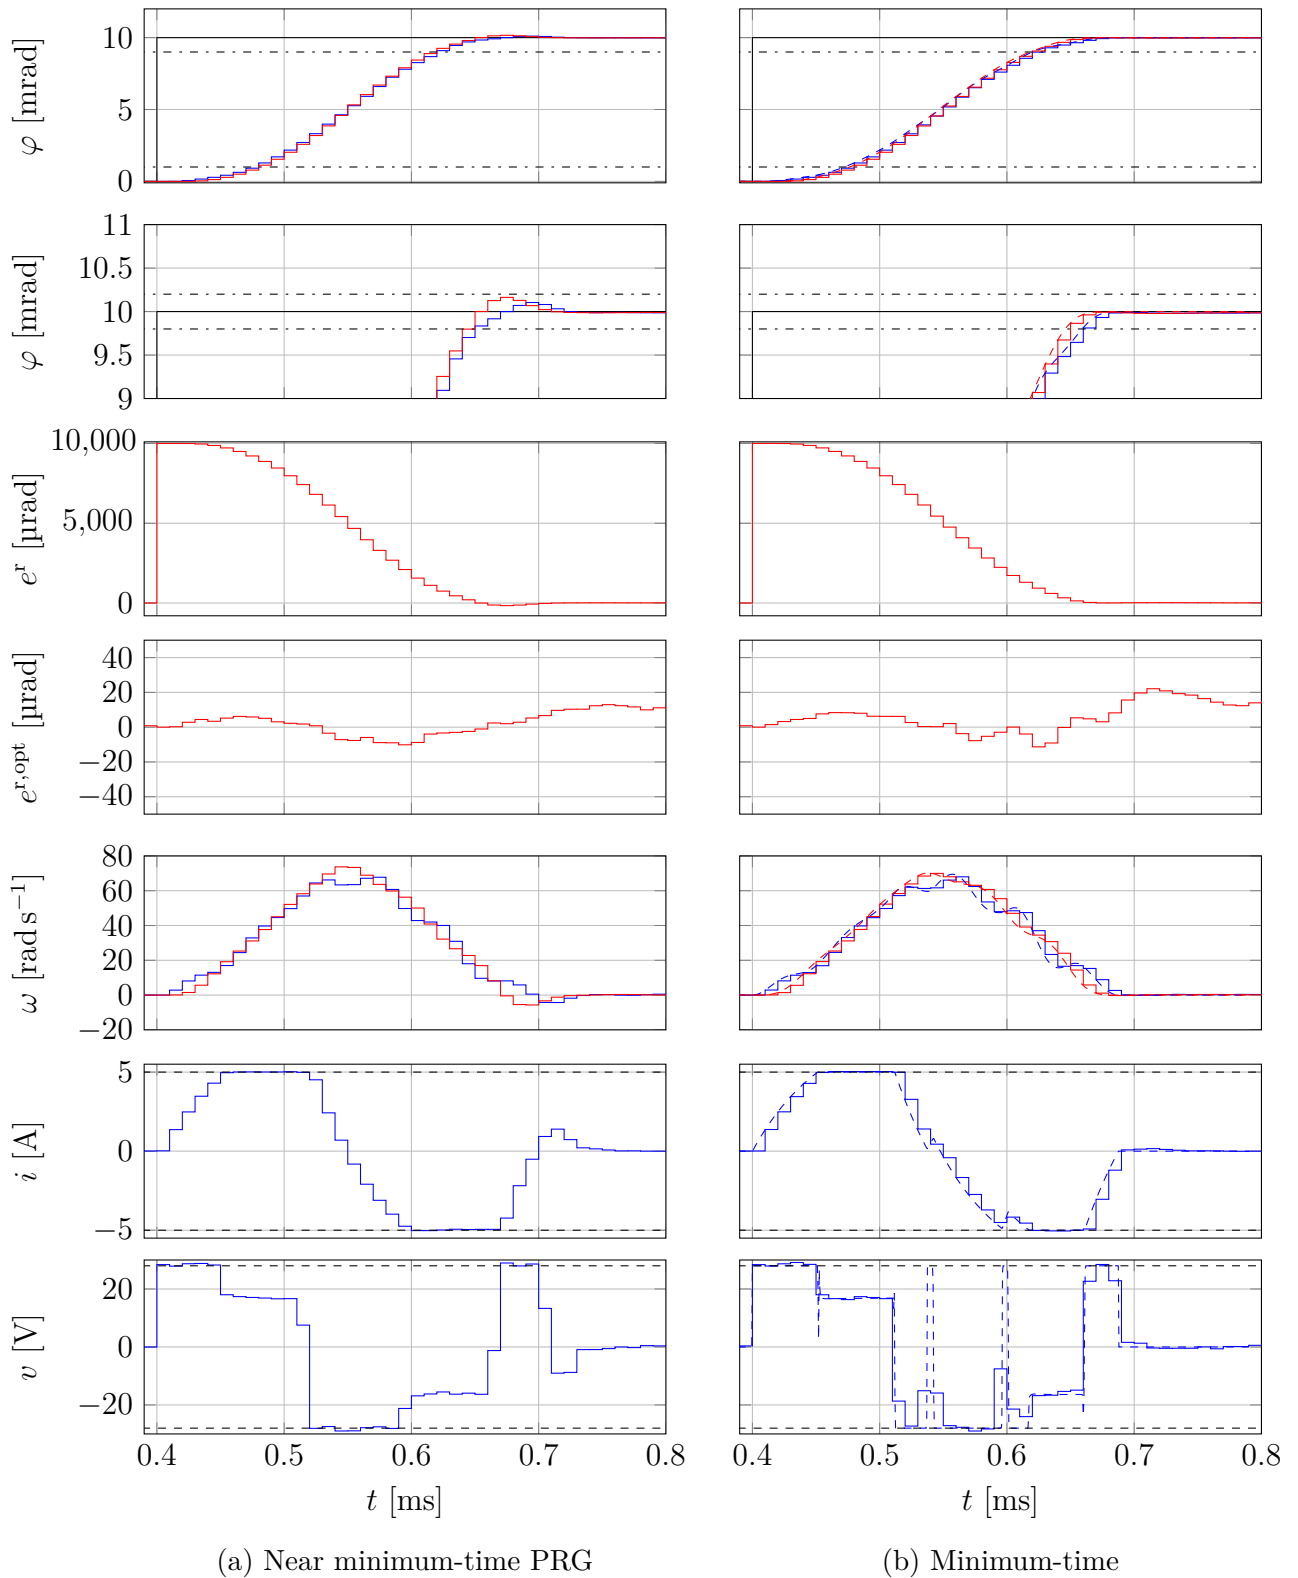 10
5
0
φ [mrad]
11
10.5
10
9.5
9
φ [mrad]
10,000
5,000
0
e^r [µrad]
40
20
0
−20
−40
e^r,opt [µrad]
80
60
40
20
0
−20
ω [rad s^−1]
5
0
−5
i [A]
20
0
−20
v [V]
0.4 0.5 0.6 0.7 0.8
0.4 0.5 0.6 0.7 0.8
t [ms]
t [ms]
(a) Near minimum-time PRG
(b) Minimum-time